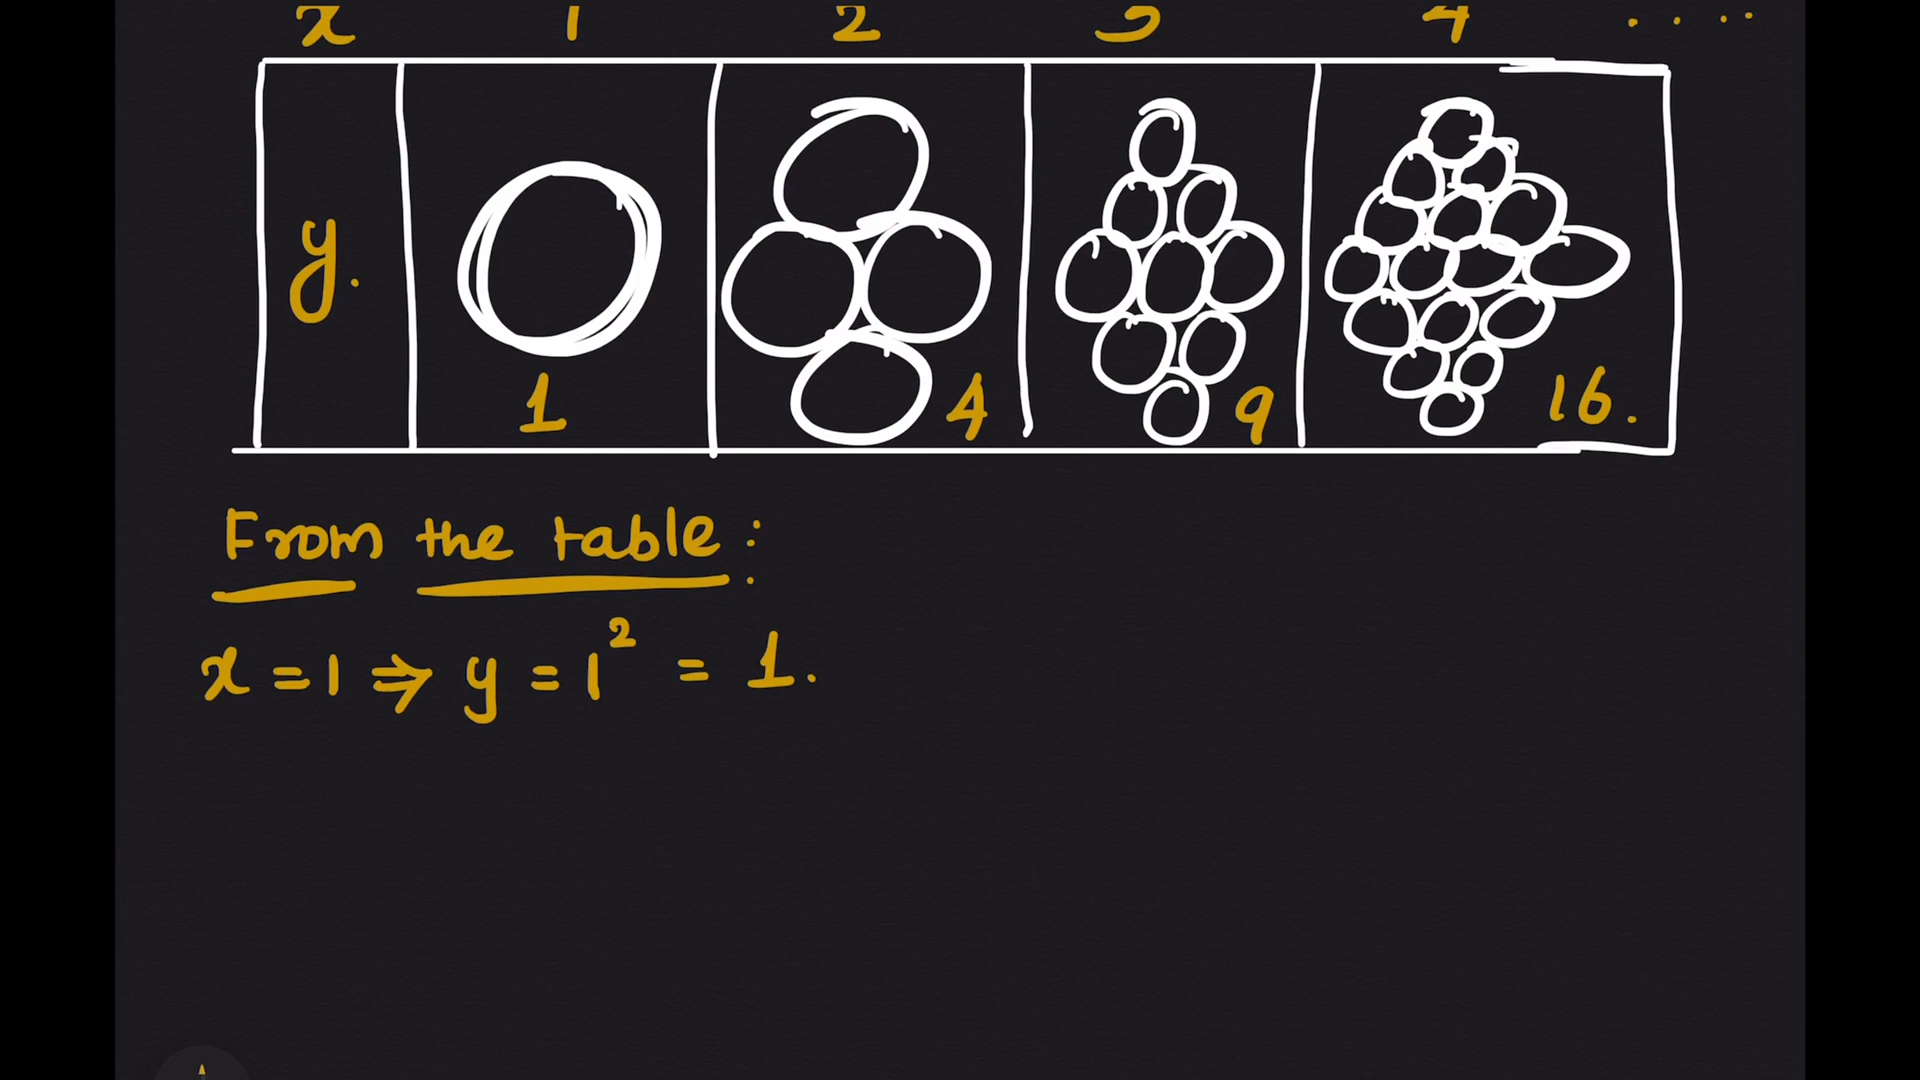 x 1 2 3 4 ....
y.
1 4 9 16.
From the table :
x = 1 ⇒ y = 1² = 1.